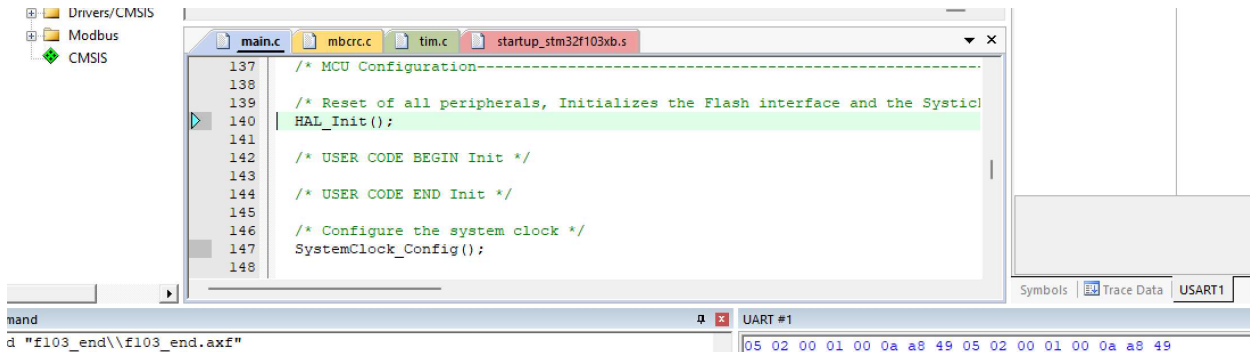 Drivers/CMSIS
Modbus
CMSIS
main.c mbcrc.c tim.c startup_stm32f103xb.s
137 /* MCU Configuration--------------------------------------------------------
138
139 /* Reset of all peripherals, Initializes the Flash interface and the Systick
140 HAL_Init();
141
142 /* USER CODE BEGIN Init */
143
144 /* USER CODE END Init */
145
146 /* Configure the system clock */
147 SystemClock_Config();
148
Symbols Trace Data USART1
mand
UART #1
d "f103_end\\f103_end.axf"
05 02 00 01 00 0a a8 49 05 02 00 01 00 0a a8 49